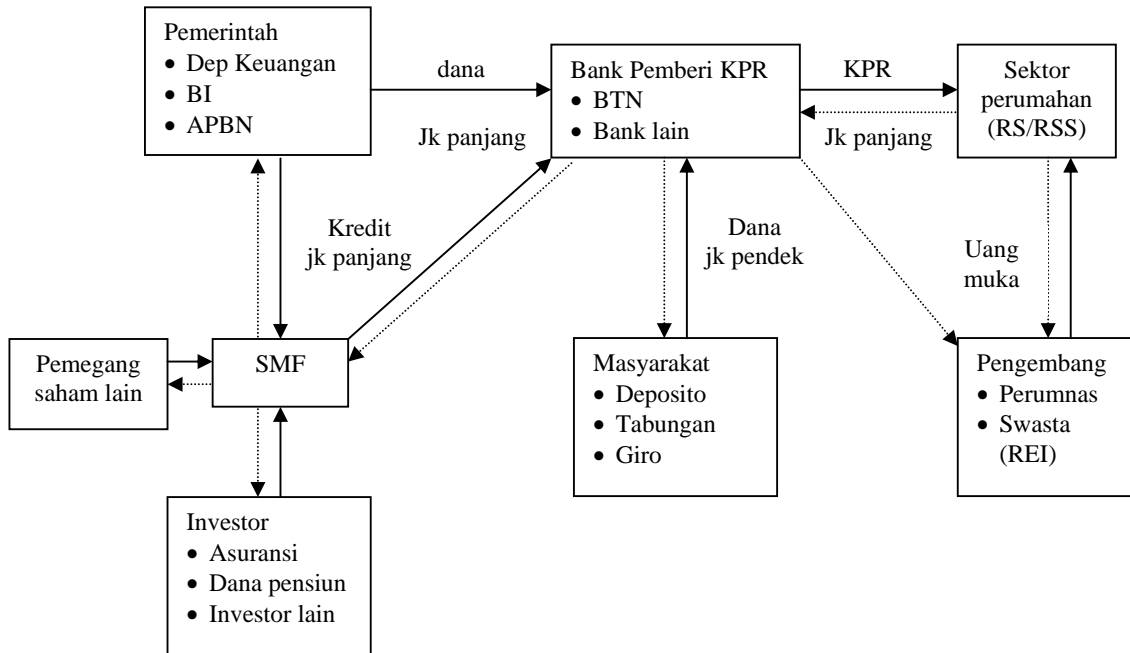 Pemerintah
• Dep Keuangan
• BI
• APBN
dana
Jk panjang
Bank Pemberi KPR
• BTN
• Bank lain
KPR
Jk panjang
Sektor
perumahan
(RS/RSS)
Kredit
jk panjang
Dana
jk pendek
Uang
muka
Pemegang
saham lain
SMF
Masyarakat
• Deposito
• Tabungan
• Giro
Pengembang
• Perumnas
• Swasta
(REI)
Investor
• Asuransi
• Dana pensiun
• Investor lain